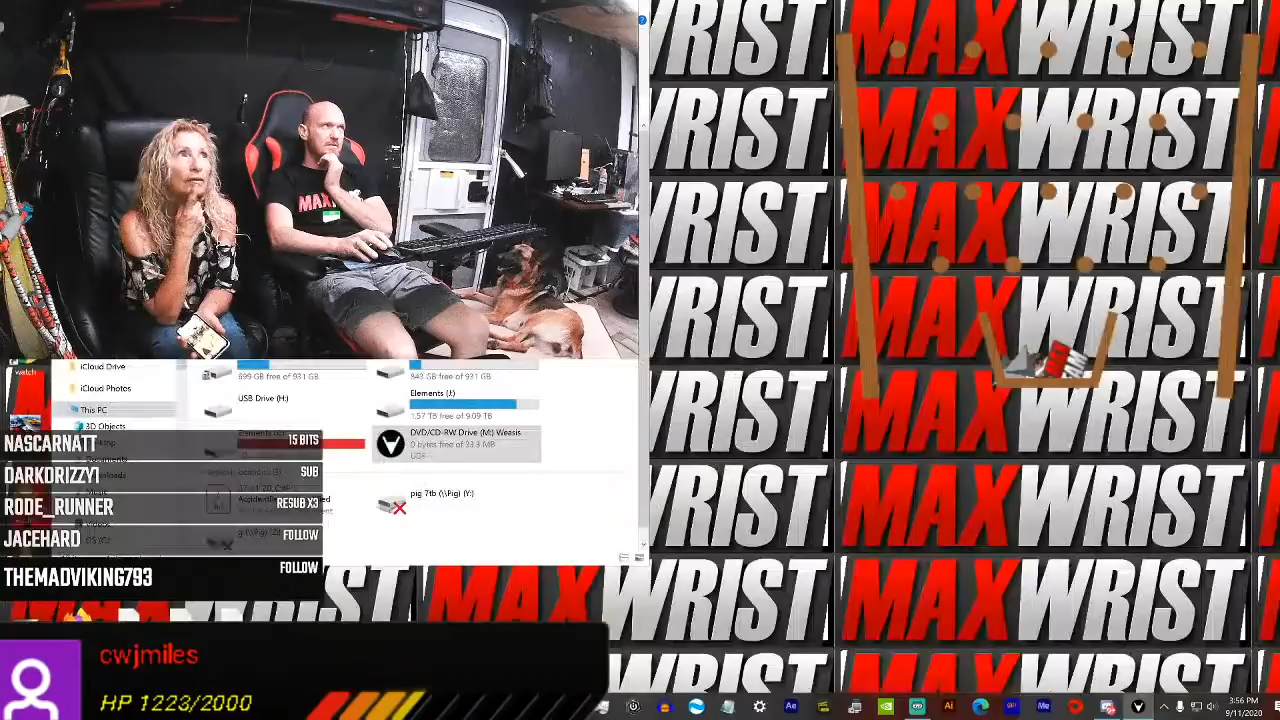 MAXWRIST
MAX
iCloud Drive
699 GB free of 931 GB
843 GB free of 931 GB
watch
iCloud Photos
USB Drive (H:)
Elements (J:)
This PC
1.57 TB free of 9.09 TB
3D Objects
DVD/CD-RW Drive (M:) Weasis
0 bytes free of 33.3 MB
UDF
NASCARNATT 15 BITS
DARKDRIZZY1 SUB
pig 7tb (\\Pig) (Y:)
RODE_RUNNER RESUB X3
JACEHARD FOLLOW
THEMADVIKING793 FOLLOW
cwjmiles
HP 1223/2000
3:56 PM
9/11/2020